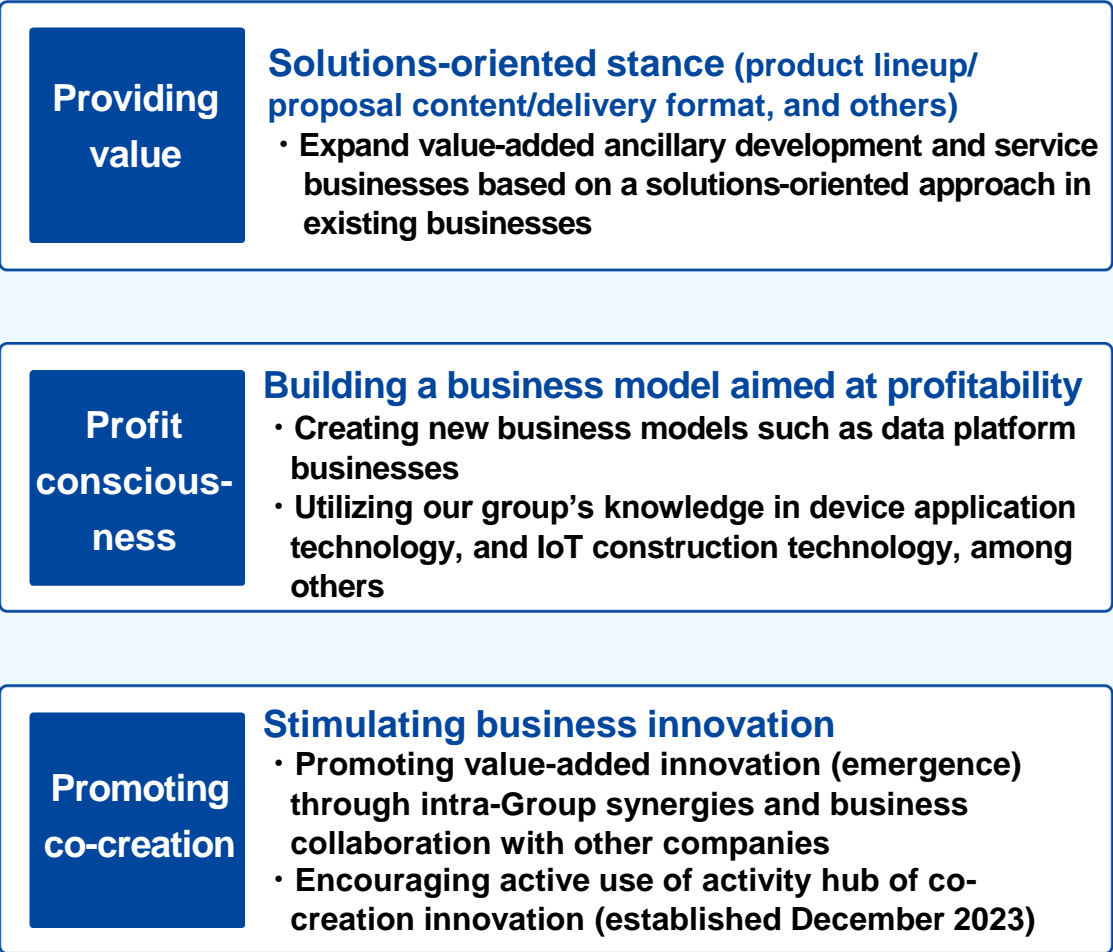 Providing
value
Solutions-oriented stance (product lineup/
proposal content/delivery format, and others)
・Expand value-added ancillary development and service
businesses based on a solutions-oriented approach in
existing businesses
Profit
conscious-
ness
Building a business model aimed at profitability
・Creating new business models such as data platform
businesses
・Utilizing our group’s knowledge in device application
technology, and IoT construction technology, among
others
Promoting
co-creation
Stimulating business innovation
・Promoting value-added innovation (emergence)
through intra-Group synergies and business
collaboration with other companies
・Encouraging active use of activity hub of co-
creation innovation (established December 2023)